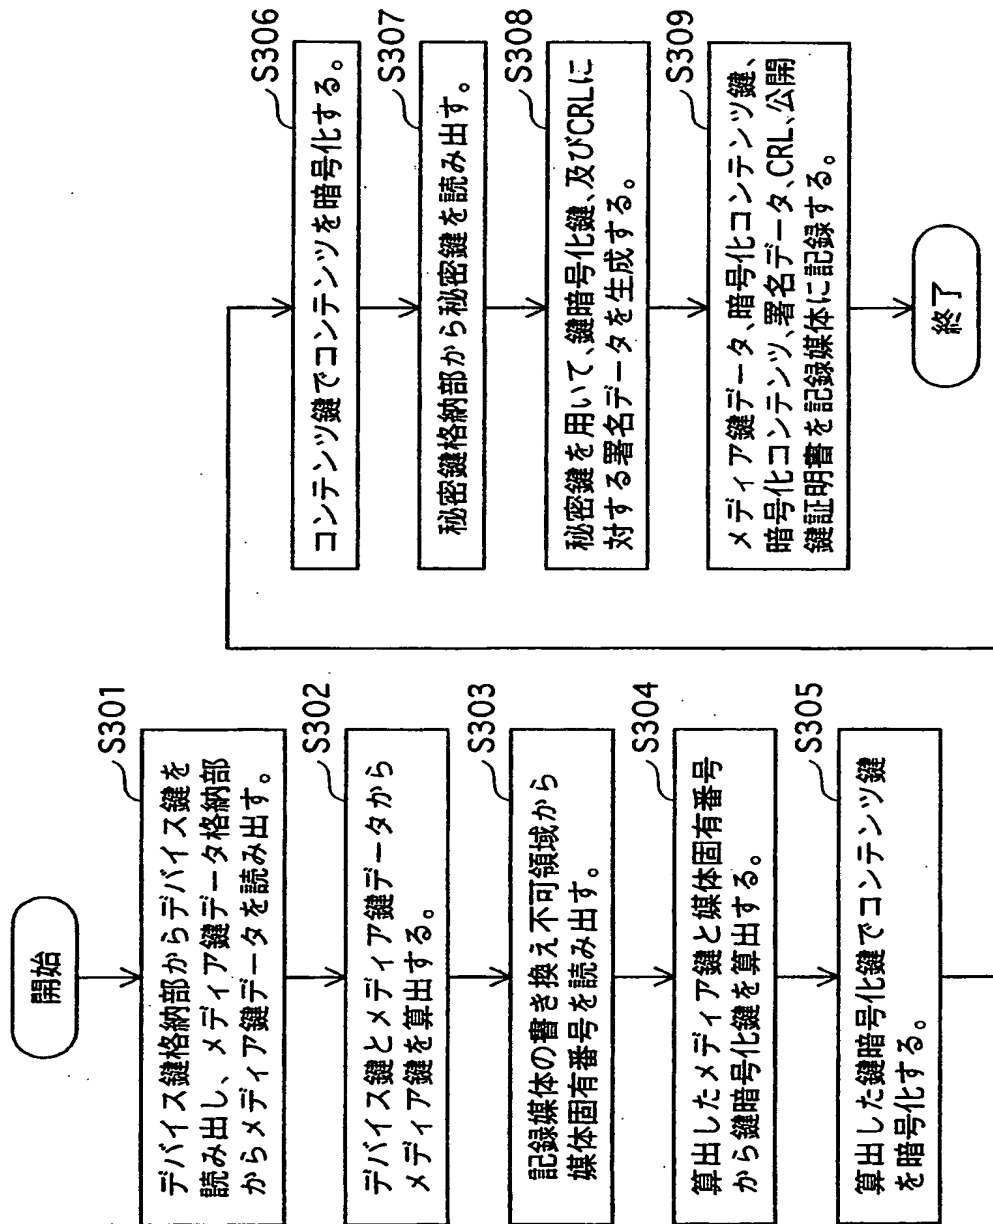 開始
S301
デバイス鍵格納部からデバイス鍵を
読み出し、メディア鍵データ格納部
からメディア鍵データを読み出す。
S302
デバイス鍵とメディア鍵データから
メディア鍵を算出する。
S303
記録媒体の書き換え不可領域から
媒体固有番号を読み出す。
S304
算出したメディア鍵と媒体固有番号
から鍵暗号化鍵を算出する。
S305
算出した鍵暗号化鍵でコンテンツ鍵
を暗号化する。
S306
コンテンツ鍵でコンテンツを暗号化する。
S307
秘密鍵格納部から秘密鍵を読み出す。
S308
秘密鍵を用いて、鍵暗号化鍵、及びCRLに
対する署名データを生成する。
S309
メディア鍵データ、暗号化コンテンツ鍵、
暗号化コンテンツ、署名データ、CRL、公開
鍵証明書を記録媒体に記録する。
終了